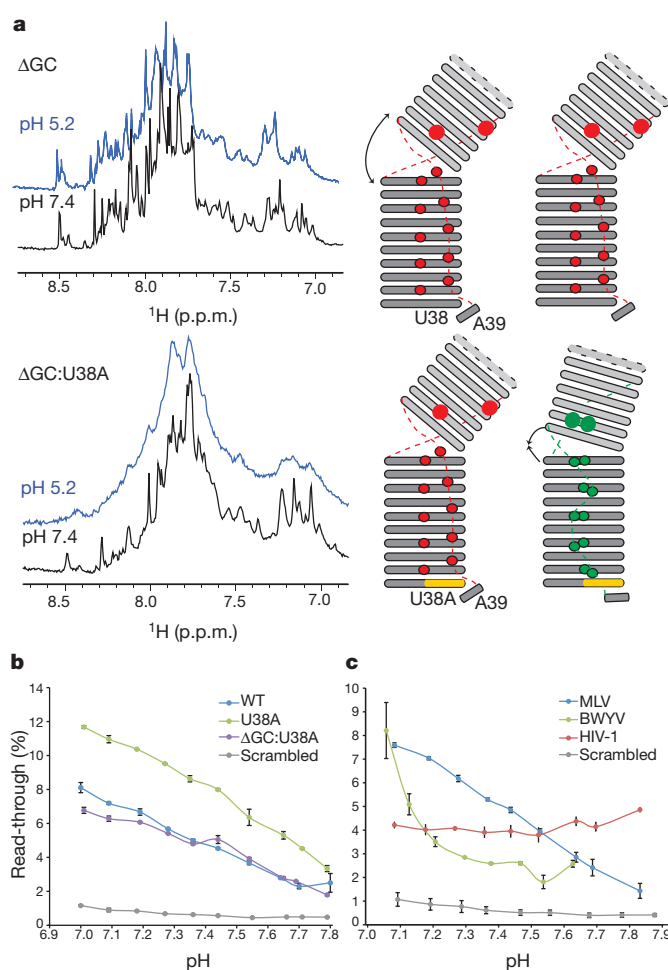 a
ΔGC
pH 5.2
pH 7.4
8.5 8.0 7.5 7.0
¹H (p.p.m.)
U38 A39
ΔGC:U38A
pH 5.2
pH 7.4
8.5 8.0 7.5 7.0
¹H (p.p.m.)
U38A A39
b
WT
U38A
ΔGC:U38A
Scrambled
Read-through (%)
14
12
10
8
6
4
2
0
6.9 7.0 7.1 7.2 7.3 7.4 7.5 7.6 7.7 7.8
pH
c
MLV
BWYV
HIV-1
Scrambled
10
9
8
7
6
5
4
3
2
1
0
7.0 7.1 7.2 7.3 7.4 7.5 7.6 7.7 7.8 7.9
pH